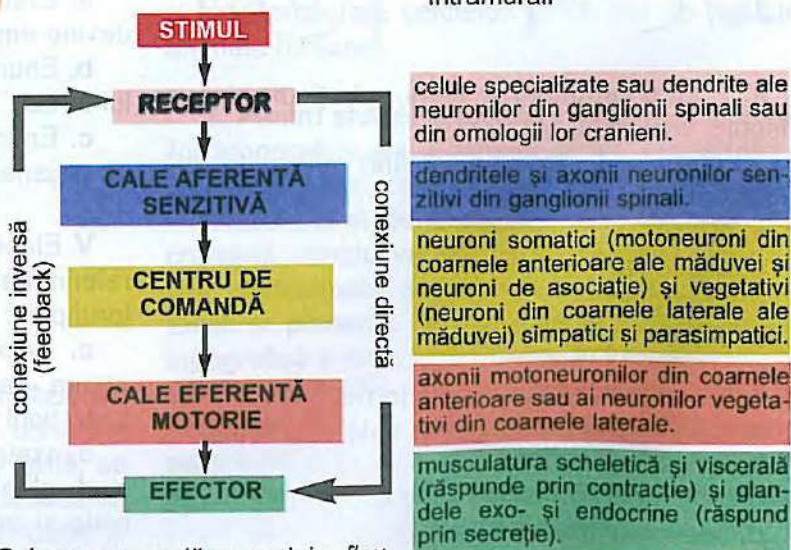 intramurali
STIMUL
RECEPTOR
CALE AFERENTĂ
SENZITIVĂ
CENTRU DE
COMANDĂ
CALE EFERENTĂ
MOTORIE
EFECTOR
conexiune inversă
(feedback)
conexiune directă
celule specializate sau dendrite ale
neuronilor din ganglionii spinali sau
din omologii lor cranieni.
dendritele și axonii neuronilor sen-
zitivi din ganglionii spinali.
neuroni somatici (motoneuroni din
coarnele anterioare ale măduvei și
neuroni de asociație) și vegetativi
(neuroni din coarnele laterale ale
măduvei) simpatici și parasimpatici.
axonii motoneuronilor din coarnele
anterioare sau ai neuronilor vegeta-
tivi din coarnele laterale.
musculatura scheletică și viscerală
(răspunde prin contracție) și glan-
dele exo- și endocrine (răspund
prin secreție).